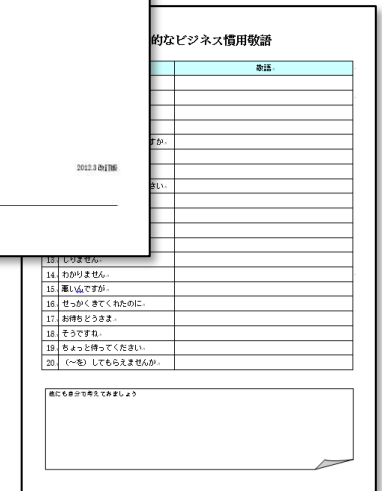 的なビジネス慣用敬語
敬語
すか。
2012.3 改訂版
さい。
13. しりません。
14. わかりません。
15. 悪いんですが。
16. せっかくきてくれたのに。
17. お待ちどうさま。
18. そうですね。
19. ちょっと待ってください。
20. （～を）してもらえませんか。
他にも自分で考えてみましょう